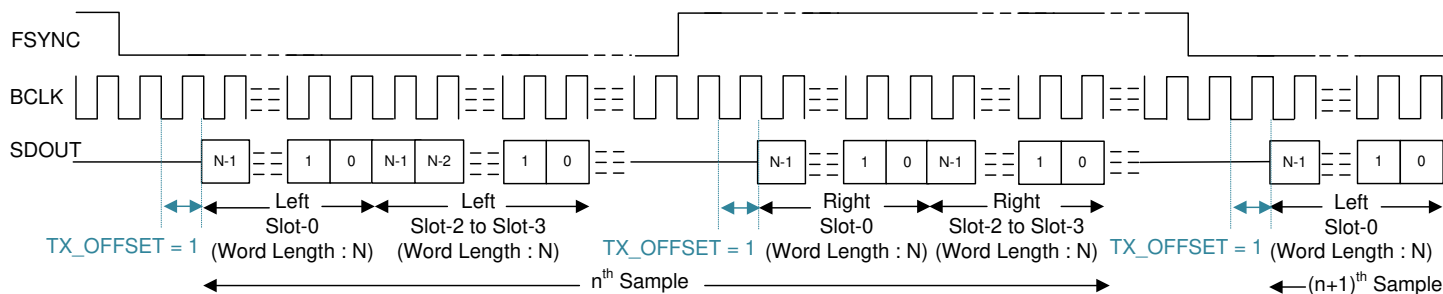 FSYNC
BCLK
SDOUT
N-1 1 0 N-1 N-2 1 0 N-1 1 0 N-1 1 0 N-1 1 0
Left Left Right Right Left
Slot-0 Slot-2 to Slot-3 Slot-0 Slot-2 to Slot-3 Slot-0
TX_OFFSET = 1 (Word Length : N) (Word Length : N) TX_OFFSET = 1 (Word Length : N) (Word Length : N) TX_OFFSET = 1 (Word Length : N)
nth Sample (n+1)th Sample